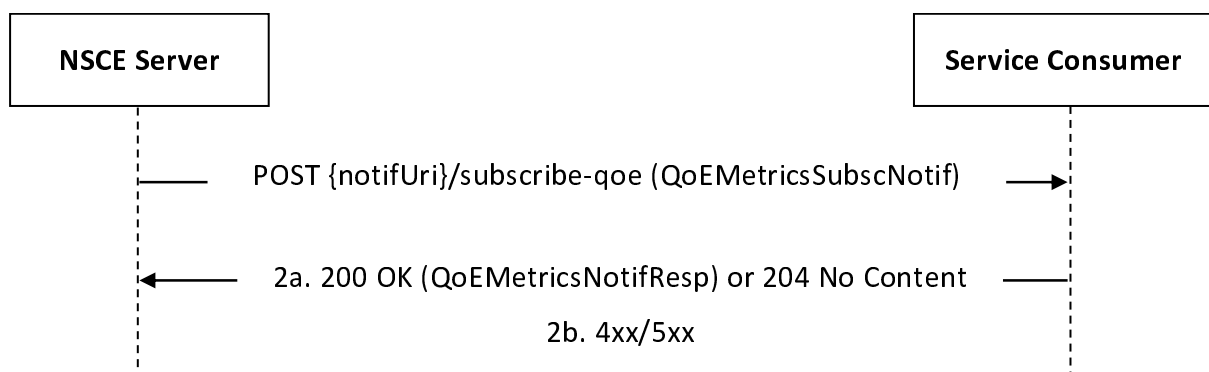 NSCE Server
Service Consumer
POST {notifUri}/subscribe-qoe (QoEMetricsSubscNotif)
2a. 200 OK (QoEMetricsNotifResp) or 204 No Content
2b. 4xx/5xx